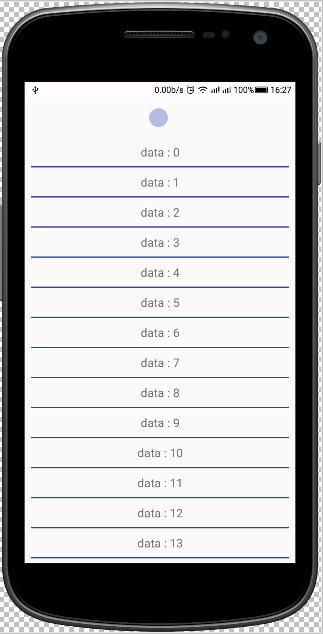 0.00b/s 100% 16:27
data : 0
data : 1
data : 2
data : 3
data : 4
data : 5
data : 6
data : 7
data : 8
data : 9
data : 10
data : 11
data : 12
data : 13